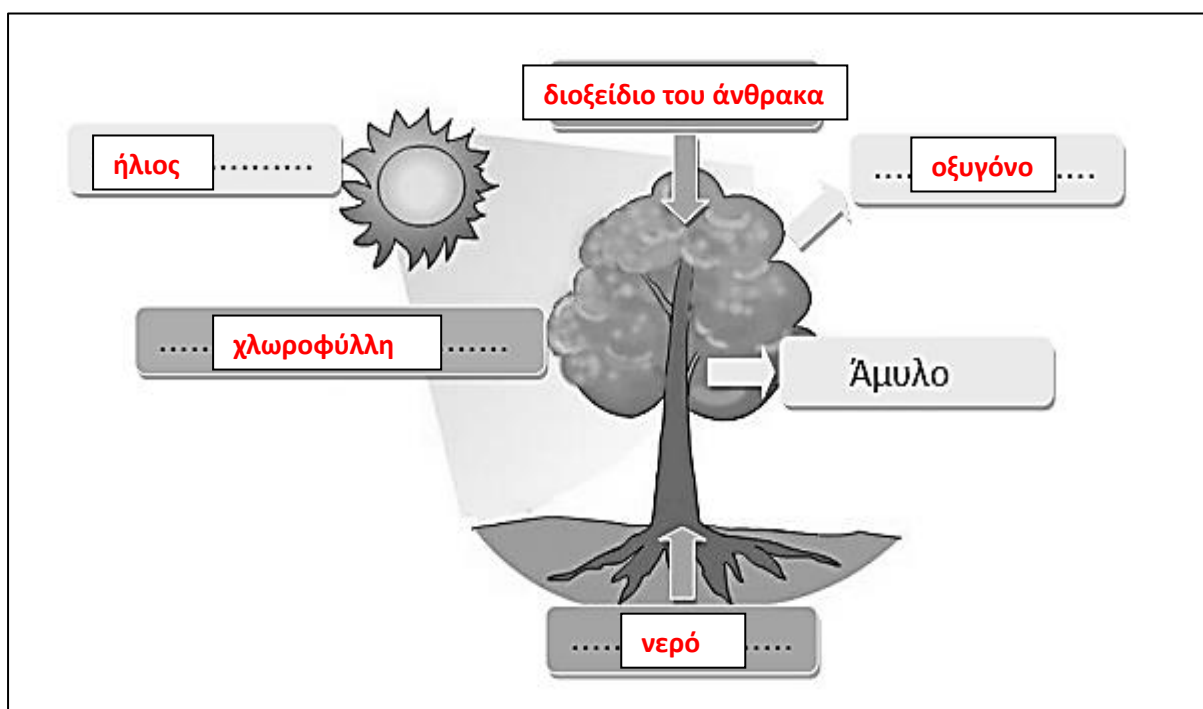 διοξείδιο του άνθρακα
ήλιος ..........
.... οξυγόνο ....
..... χλωροφύλλη ......
Άμυλο
..... νερό .....